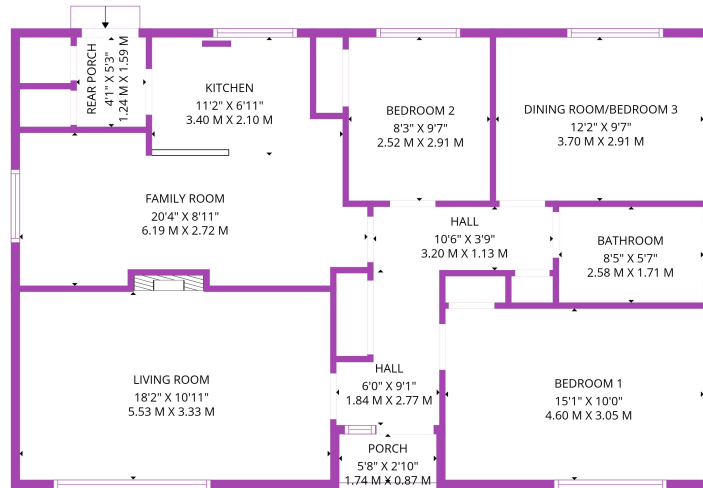 REAR PORCH
4'1" X 5'3"
1.24 M X 1.59 M
KITCHEN
11'2" X 6'11"
3.40 M X 2.10 M
BEDROOM 2
8'3" X 9'7"
2.52 M X 2.91 M
DINING ROOM/BEDROOM 3
12'2" X 9'7"
3.70 M X 2.91 M
FAMILY ROOM
20'4" X 8'11"
6.19 M X 2.72 M
HALL
10'6" X 3'9"
3.20 M X 1.13 M
BATHROOM
8'5" X 5'7"
2.58 M X 1.71 M
LIVING ROOM
18'2" X 10'11"
5.53 M X 3.33 M
HALL
6'0" X 9'1"
1.84 M X 2.77 M
BEDROOM 1
15'1" X 10'0"
4.60 M X 3.05 M
PORCH
5'8" X 2'10"
1.74 M X 0.87 M